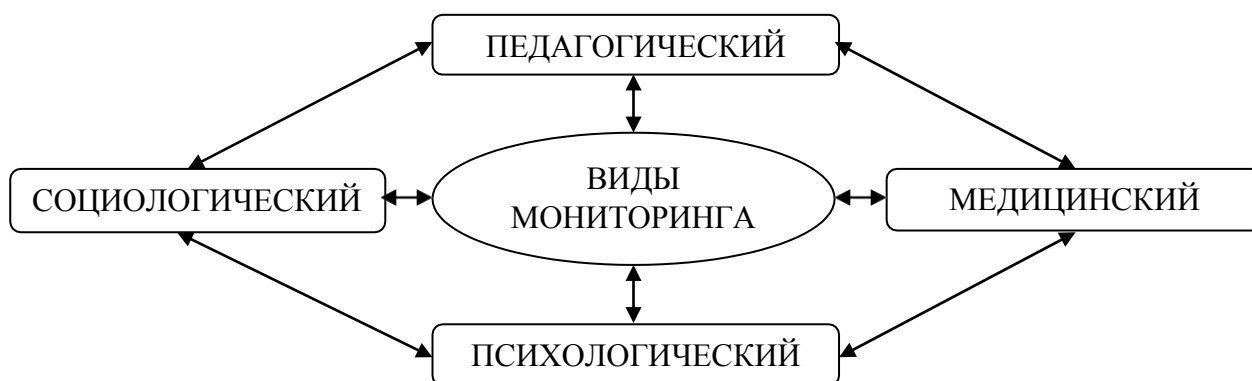 ПЕДАГОГИЧЕСКИЙ
ВИДЫ
МОНИТОРИНГА
СОЦИОЛОГИЧЕСКИЙ
МЕДИЦИНСКИЙ
ПСИХОЛОГИЧЕСКИЙ